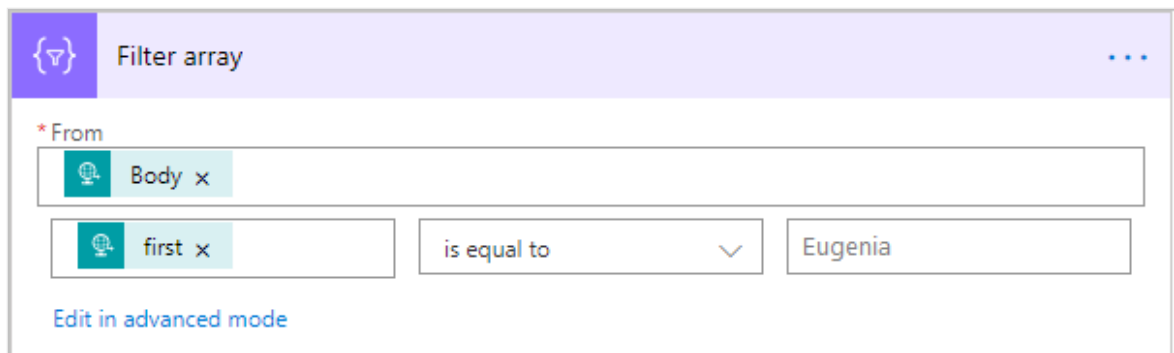 Filter array
* From
Body
first is equal to Eugenia
Edit in advanced mode